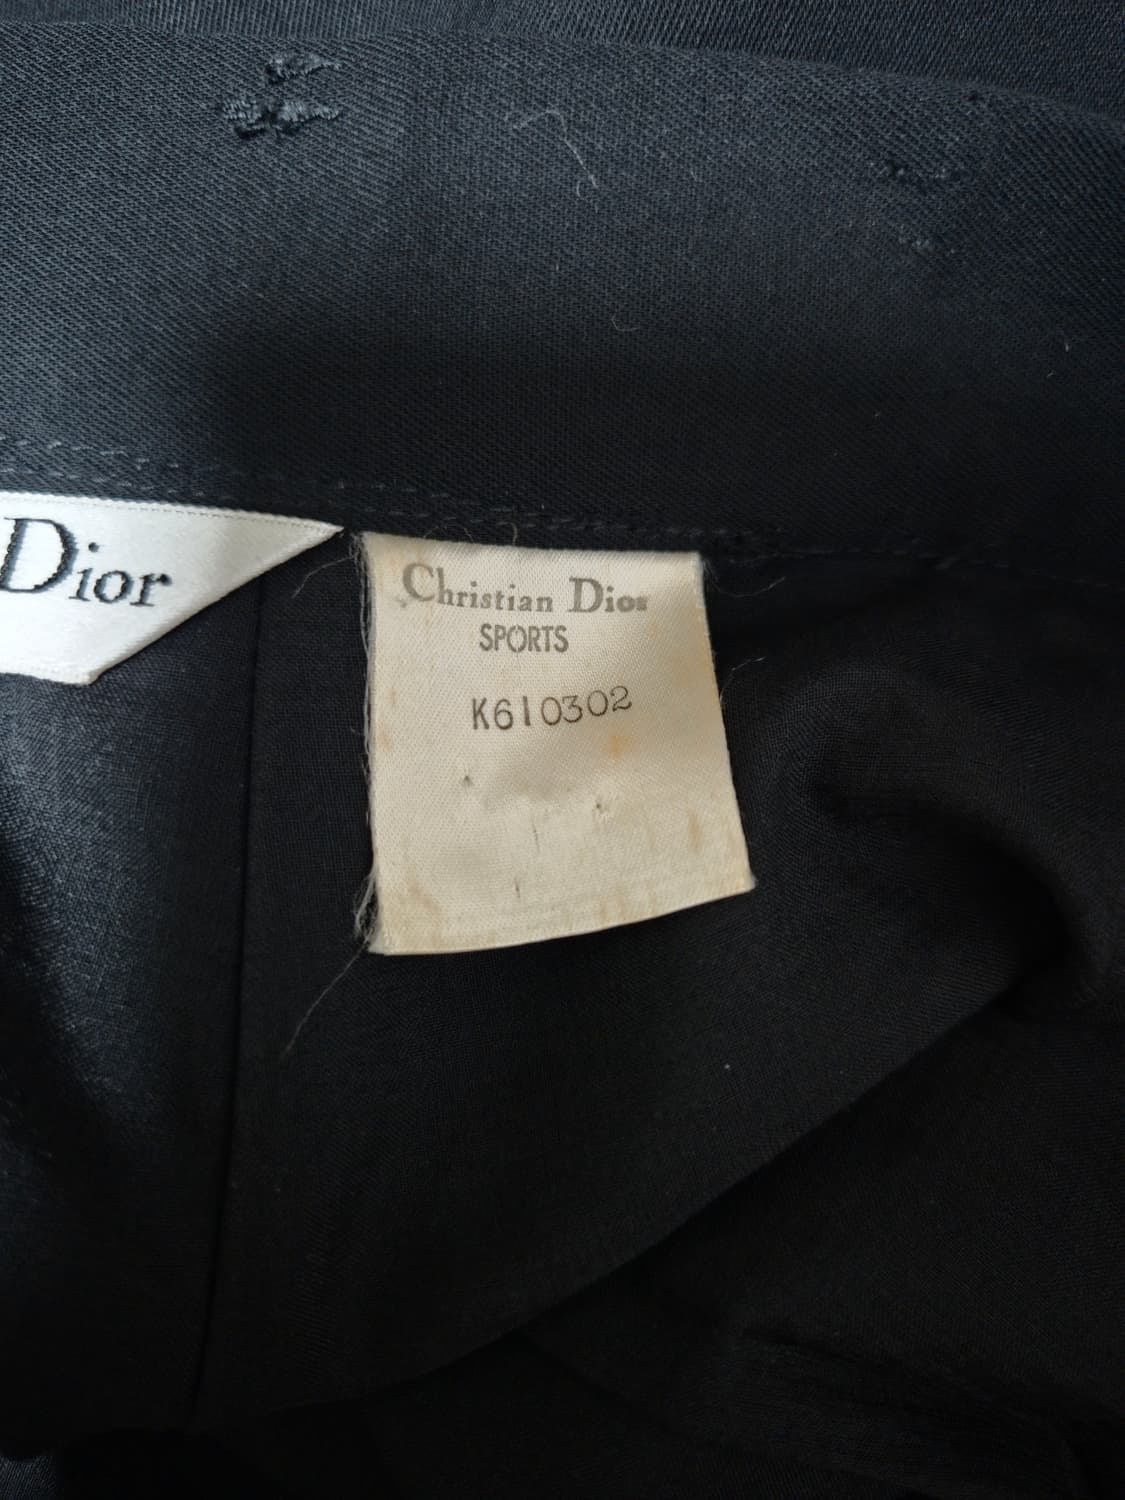 Dior
Christian Dior
SPORTS
K610302